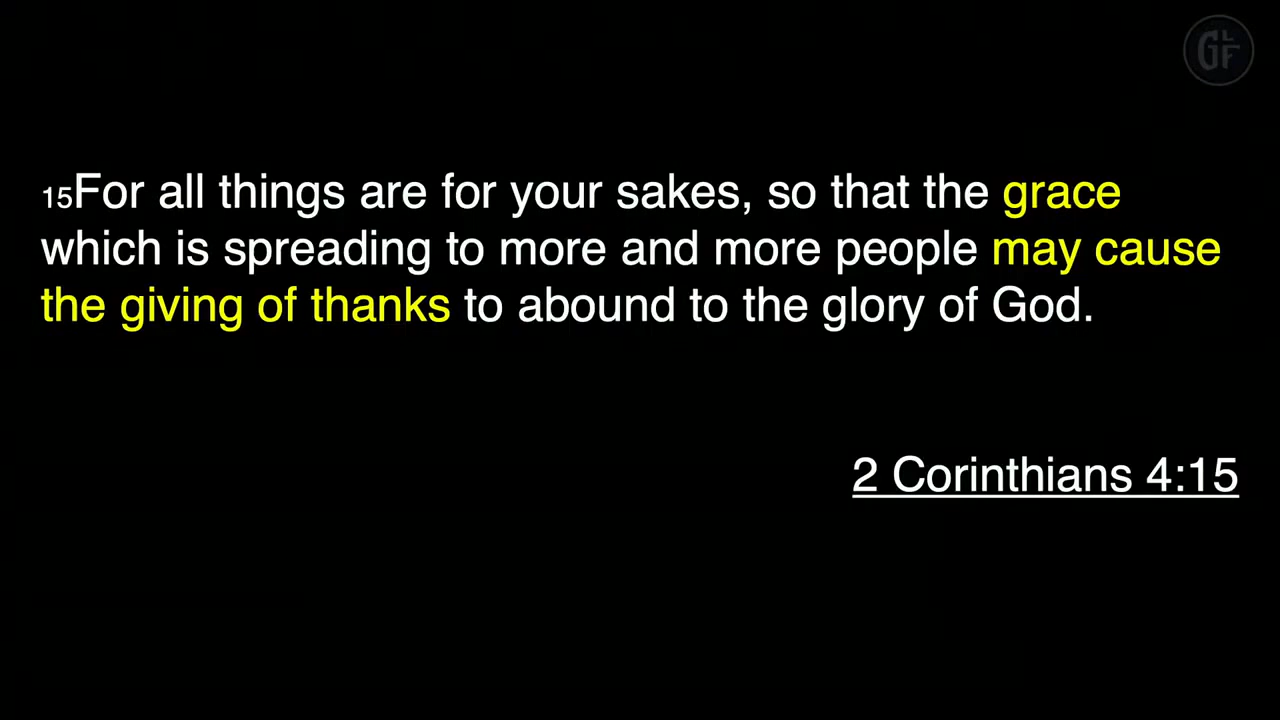 15For all things are for your sakes, so that the grace
which is spreading to more and more people may cause
the giving of thanks to abound to the glory of God.
2 Corinthians 4:15
GF